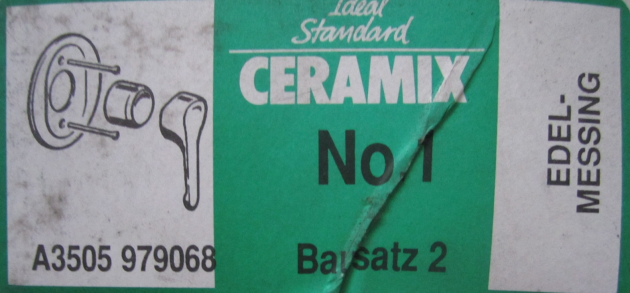 Ideal
Standard
CERAMIX
No.1
A3505 979068
Bausatz 2
EDEL-
MESSING